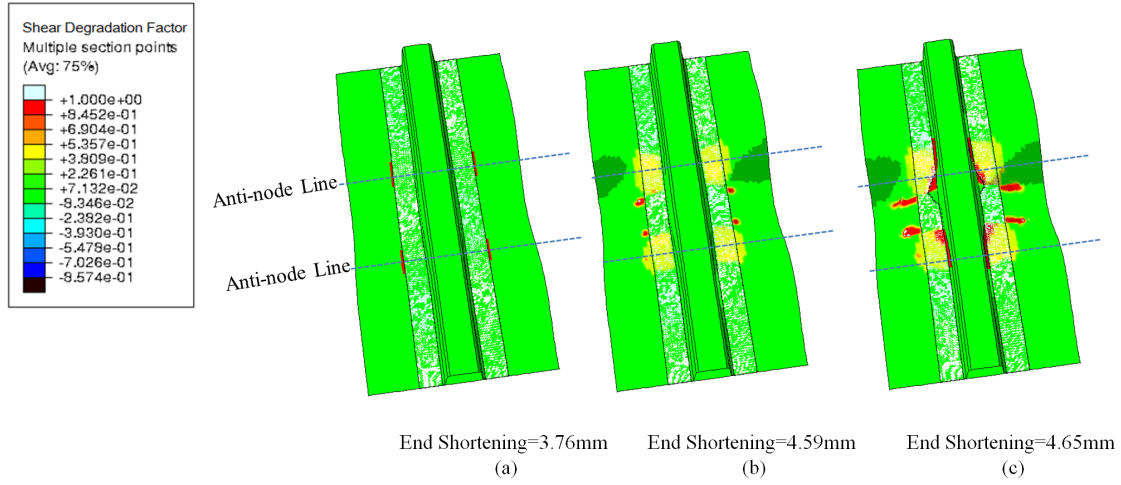 Shear Degradation Factor
Multiple section points
(Avg: 75%)
+1.000e+00
+8.452e-01
+6.904e-01
+5.357e-01
+3.809e-01
+2.261e-01
+7.132e-02
-8.346e-02
-2.382e-01
-3.930e-01
-5.478e-01
-7.026e-01
-8.574e-01
Anti-node Line
Anti-node Line
End Shortening=3.76mm
(a)
End Shortening=4.59mm
(b)
End Shortening=4.65mm
(c)